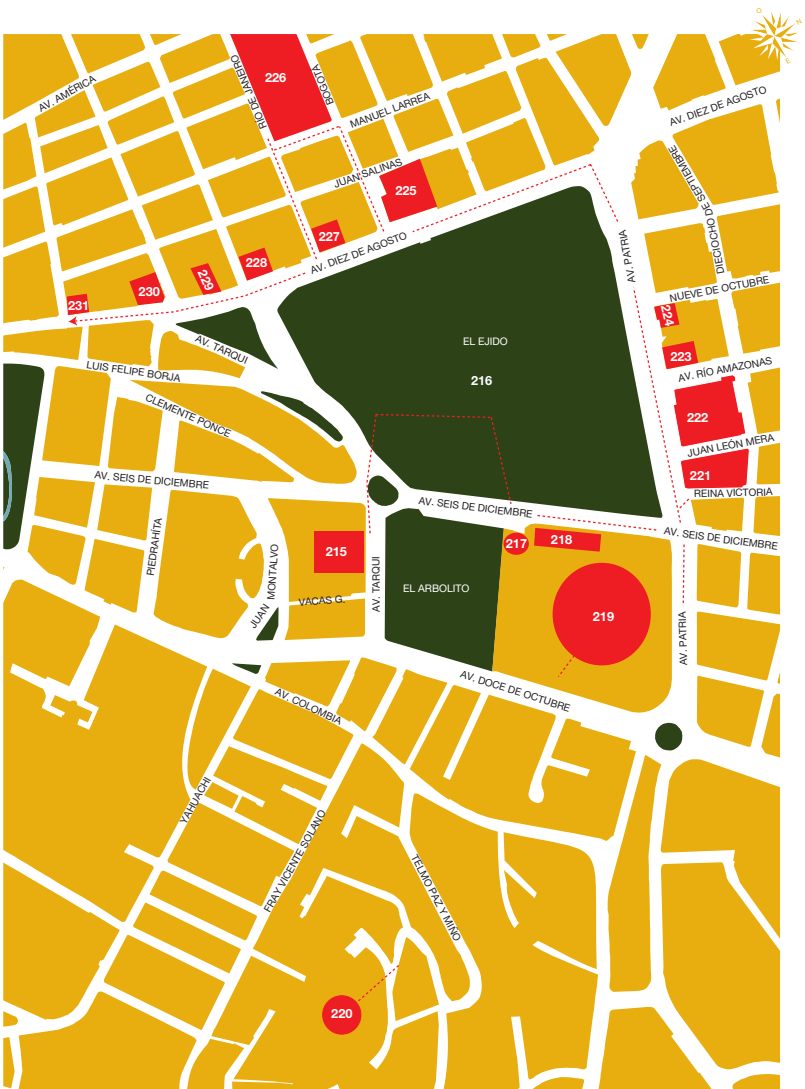 O
N
E
226
RÍO DE JANEIRO
BOGOTÁ
AV. AMÉRICA
MANUEL LARREA
AV. DIEZ DE AGOSTO
JUAN SALINAS
225
DIECIOCHO DE SEPTIEMBRE
227
AV. DIEZ DE AGOSTO
AV. PATRIA
228
229
230
231
NUEVE DE OCTUBRE
224
EL EJIDO
216
223
AV. TARQUI
AV. RÍO AMAZONAS
LUIS FELIPE BORJA
CLEMENTE PONCE
222
JUAN LEÓN MERA
221
REINA VICTORIA
AV. SEIS DE DICIEMBRE
AV. SEIS DE DICIEMBRE
AV. SEIS DE DICIEMBRE
PIEDRAHÍTA
215
217
218
JUAN MONTALVO
AV. TARQUI
EL ARBOLITO
VACAS G.
219
AV. PATRIA
AV. DOCE DE OCTUBRE
AV. COLOMBIA
YAHUACHI
FRAY VICENTE SOLANO
TELMO PAZ Y MIÑO
220